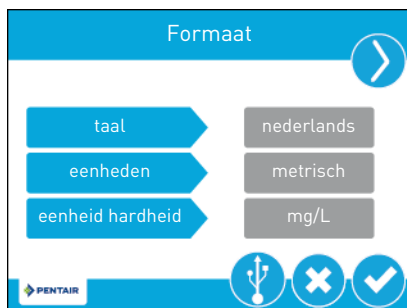 Formaat
taal
nederlands
eenheden
metrisch
eenheid hardheid
mg/L
PENTAIR